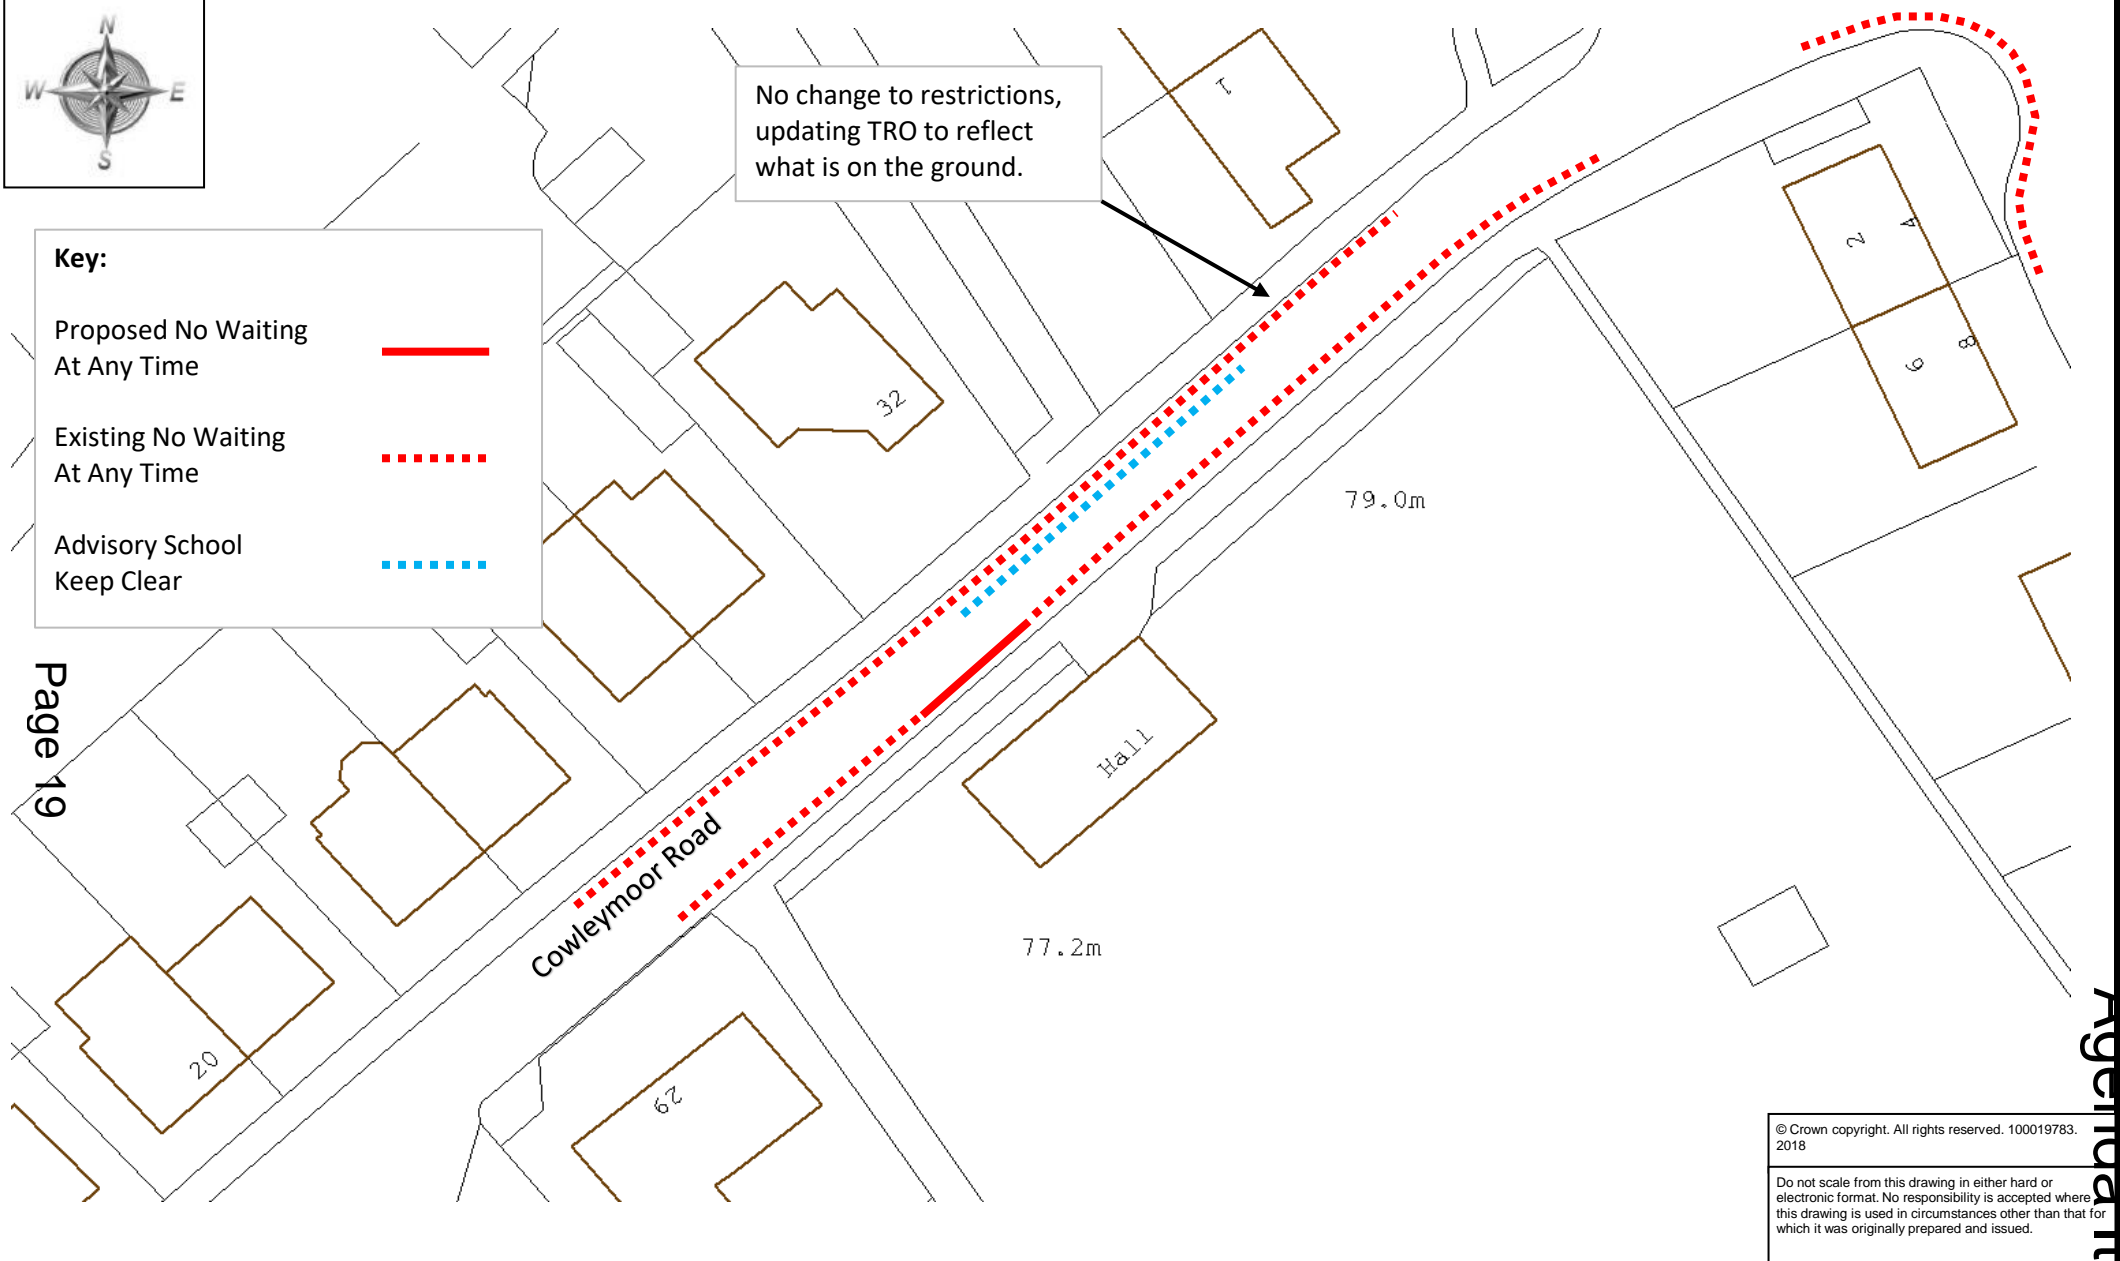 N
W E
S
No change to restrictions,
updating TRO to reflect
what is on the ground.
Key:
Proposed No Waiting
At Any Time
Existing No Waiting
At Any Time
Advisory School
Keep Clear
1
2
4
6
8
32
79.0m
Page 19
Hall
Cowleymoor Road
77.2m
20
29
© Crown copyright. All rights reserved. 100019783.
2018
Do not scale from this drawing in either hard or
electronic format. No responsibility is accepted where
this drawing is used in circumstances other than that for
which it was originally prepared and issued.
Agenda It